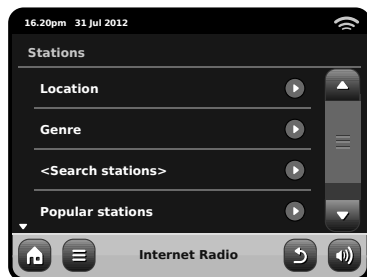 16.20pm 31 Jul 2012
Stations
Location
Genre
<Search stations>
Popular stations
Internet Radio